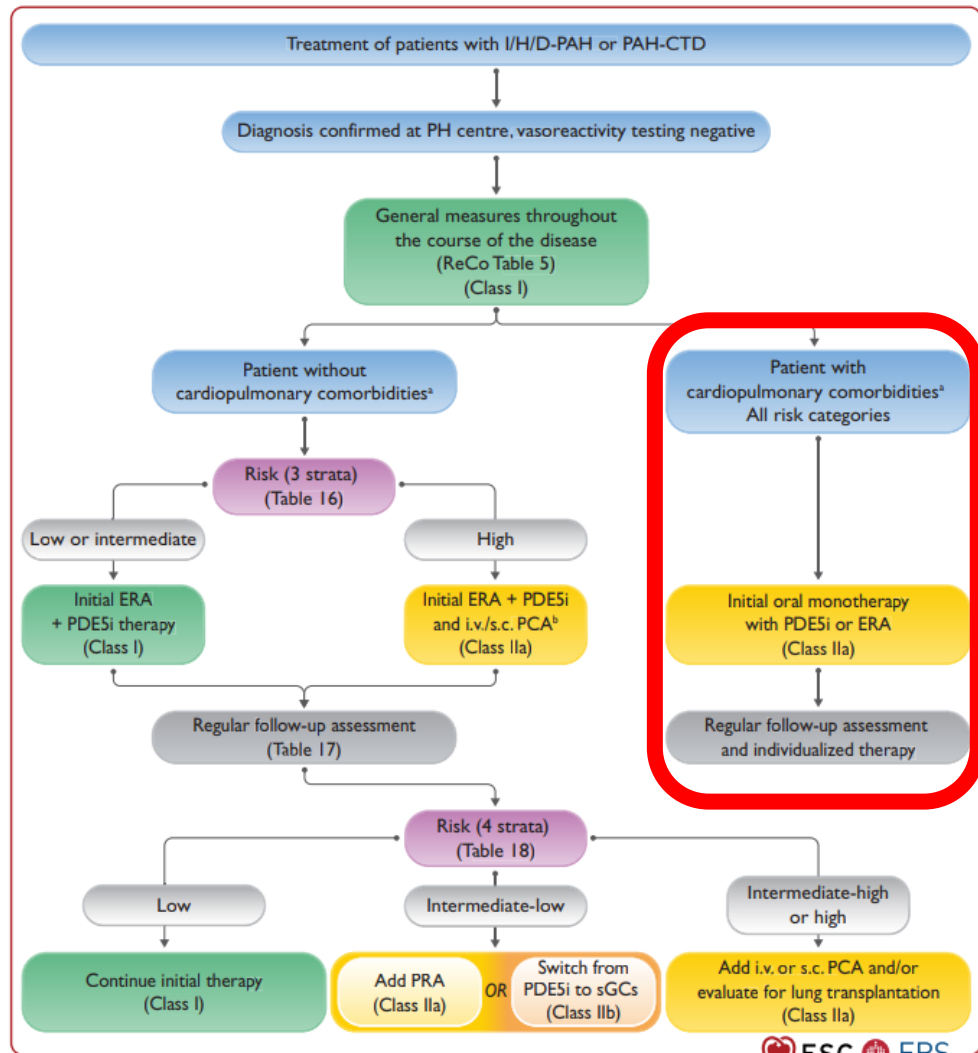 Treatment of patients with I/H/D-PAH or PAH-CTD
Diagnosis confirmed at PH centre, vasoreactivity testing negative
General measures throughout
the course of the disease
(ReCo Table 5)
(Class I)
Patient without
cardiopulmonary comorbiditiesᵃ
Patient with
cardiopulmonary comorbiditiesᵃ
All risk categories
Risk (3 strata)
(Table 16)
Low or intermediate
High
Initial ERA
+ PDE5i therapy
(Class I)
Initial ERA + PDE5i
and i.v./s.c. PCAᵇ
(Class IIa)
Initial oral monotherapy
with PDE5i or ERA
(Class IIa)
Regular follow-up assessment
(Table 17)
Regular follow-up assessment
and individualized therapy
Risk (4 strata)
(Table 18)
Low
Intermediate-low
Intermediate-high
or high
Continue initial therapy
(Class I)
Add PRA
(Class IIa)
OR
Switch from
PDE5i to sGCs
(Class IIb)
Add i.v. or s.c. PCA and/or
evaluate for lung transplantation
(Class IIa)
ESC ERS